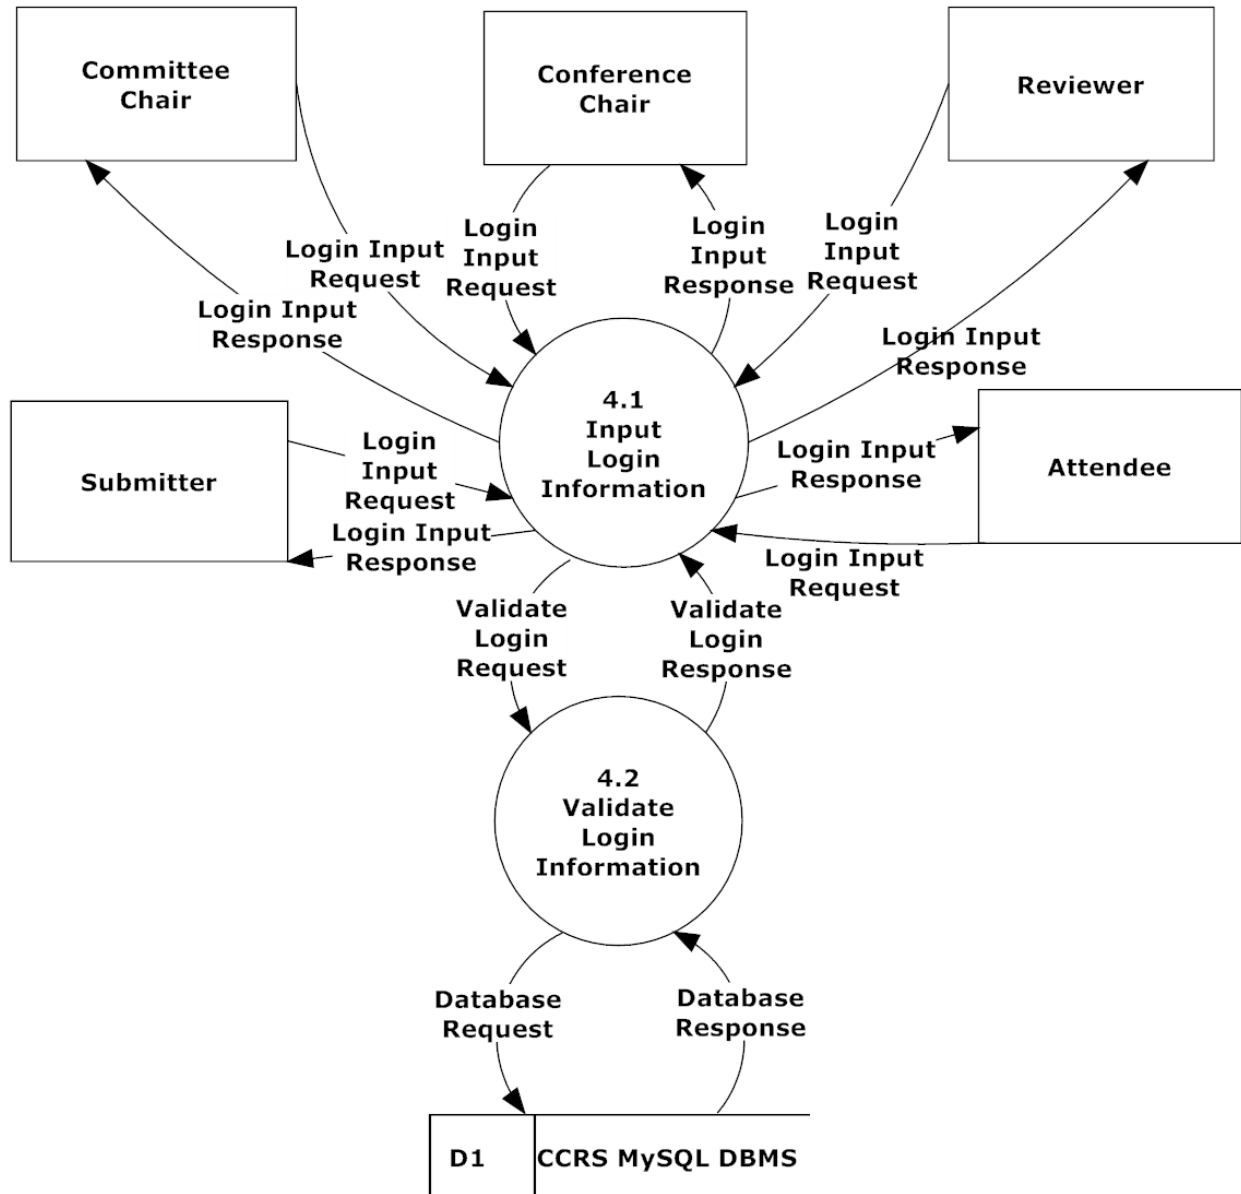 Committee
Chair
Conference
Chair
Reviewer
Login Input
Request
Login Input
Response
Login
Input
Request
Login
Input
Response
Login
Input
Request
Login Input
Response
4.1
Input
Login
Information
Submitter
Login
Input
Request
Login Input
Response
Login Input
Response
Attendee
Login Input
Request
Validate
Login
Request
Validate
Login
Response
4.2
Validate
Login
Information
Database
Request
Database
Response
D1
CCRS MySQL DBMS